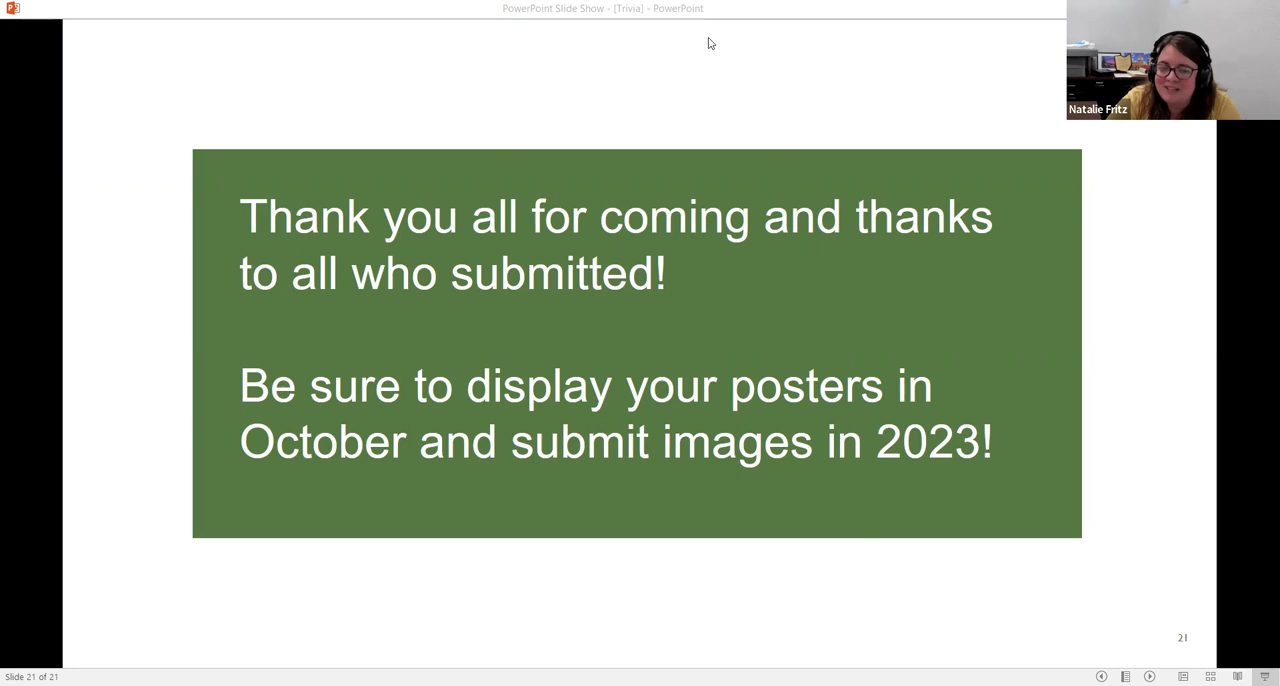 PowerPoint Slide Show - [Trivia] - PowerPoint
Natalie Fritz
Thank you all for coming and thanks
to all who submitted!
Be sure to display your posters in
October and submit images in 2023!
21
Slide 21 of 21